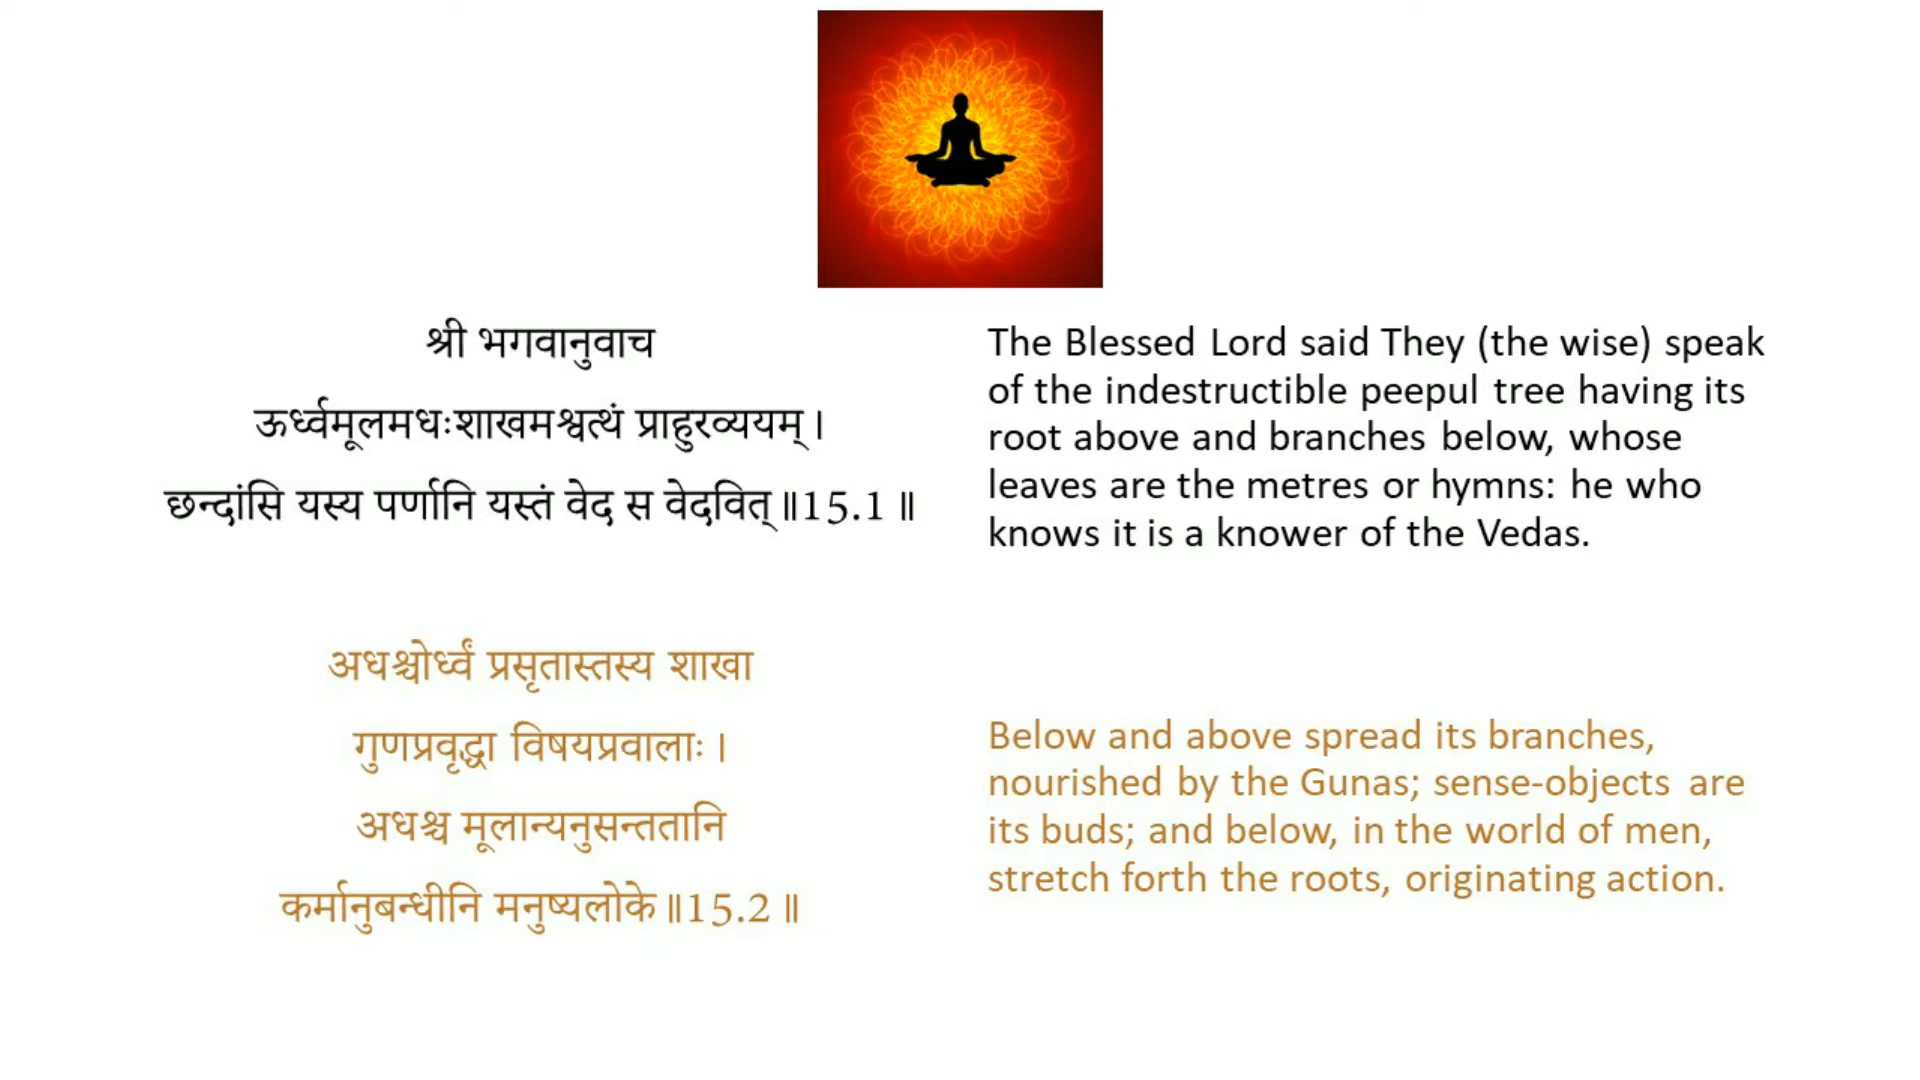 श्री भगवानुवाच
ऊर्ध्वमूलमधःशाखमश्वत्थं प्राहुरव्ययम् ।
छन्दांसि यस्य पर्णानि यस्तं वेद स वेदवित् ॥15.1 ॥
The Blessed Lord said They (the wise) speak
of the indestructible peepul tree having its
root above and branches below, whose
leaves are the metres or hymns: he who
knows it is a knower of the Vedas.
अधश्चोर्ध्वं प्रसृतास्तस्य शाखा
गुणप्रवृद्धा विषयप्रवालाः ।
अधश्च मूलान्यनुसन्ततानि
कर्मानुबन्धीनि मनुष्यलोके ॥15.2 ॥
Below and above spread its branches,
nourished by the Gunas; sense-objects are
its buds; and below, in the world of men,
stretch forth the roots, originating action.